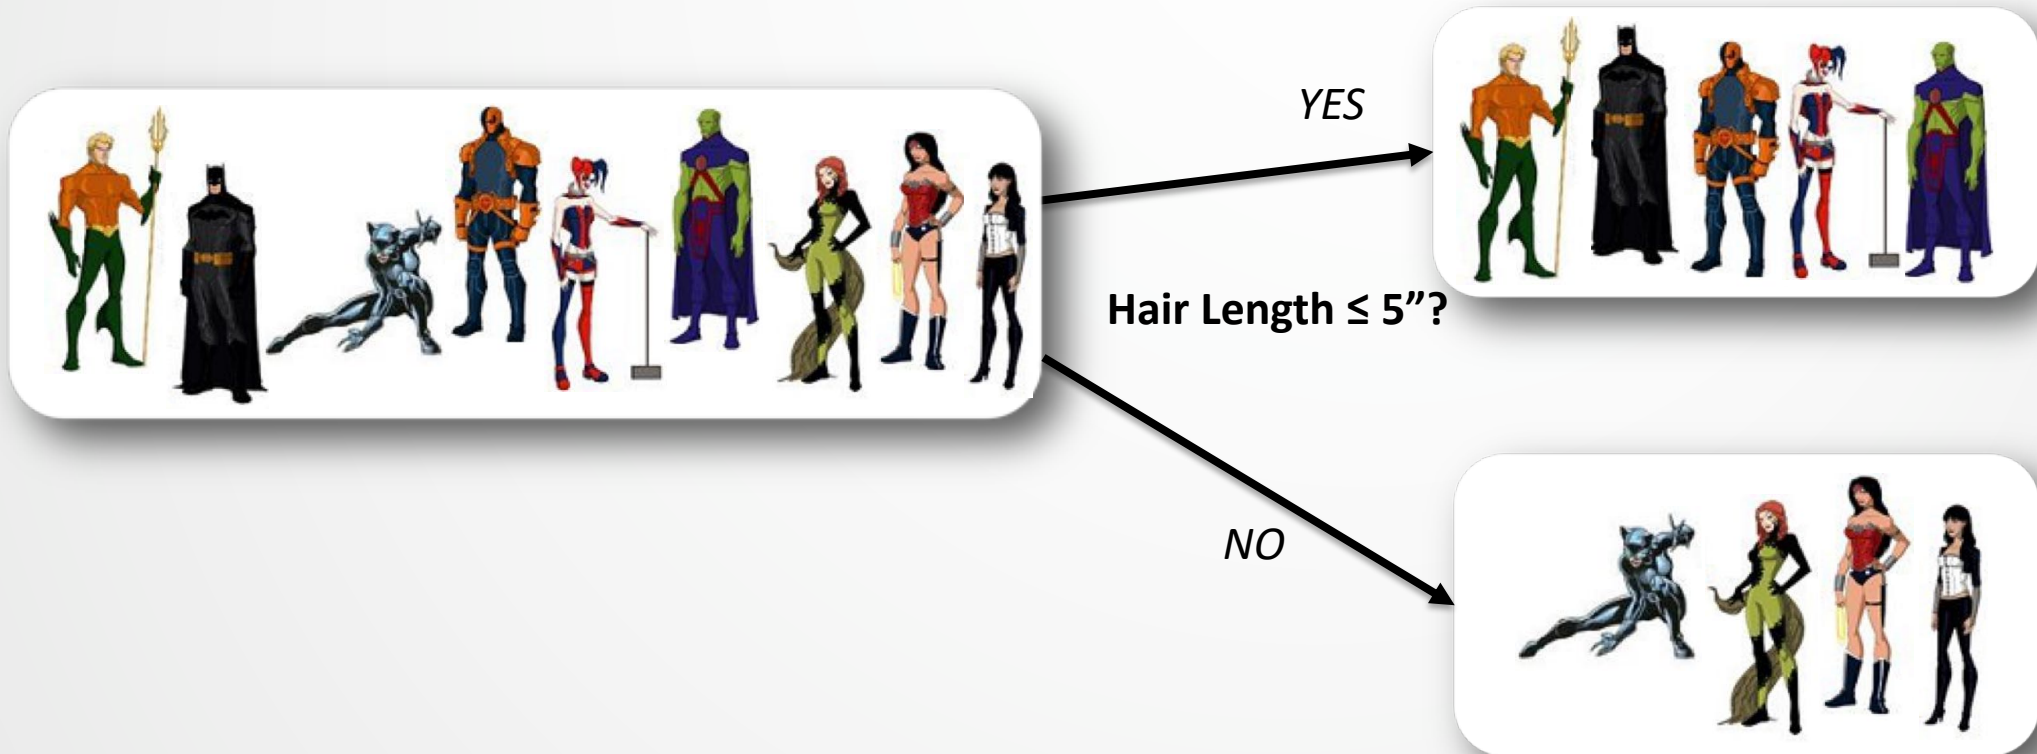 YES
Hair Length ≤ 5”?
NO